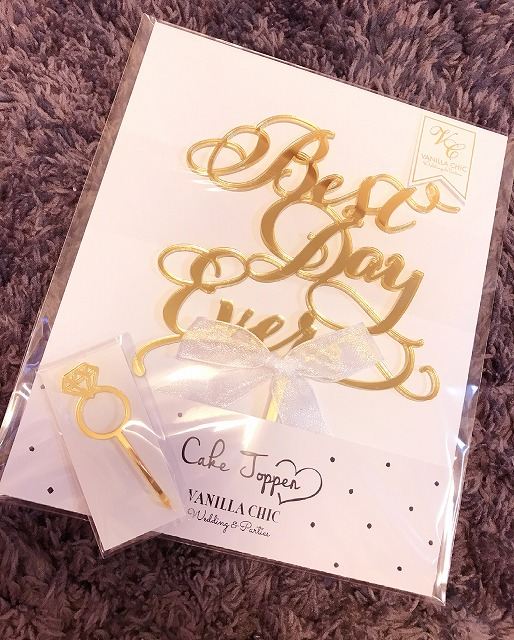 VC
VANILLA CHIC
Best
Day
Ever
Cake Topper
VANILLA CHIC
Wedding & Parties